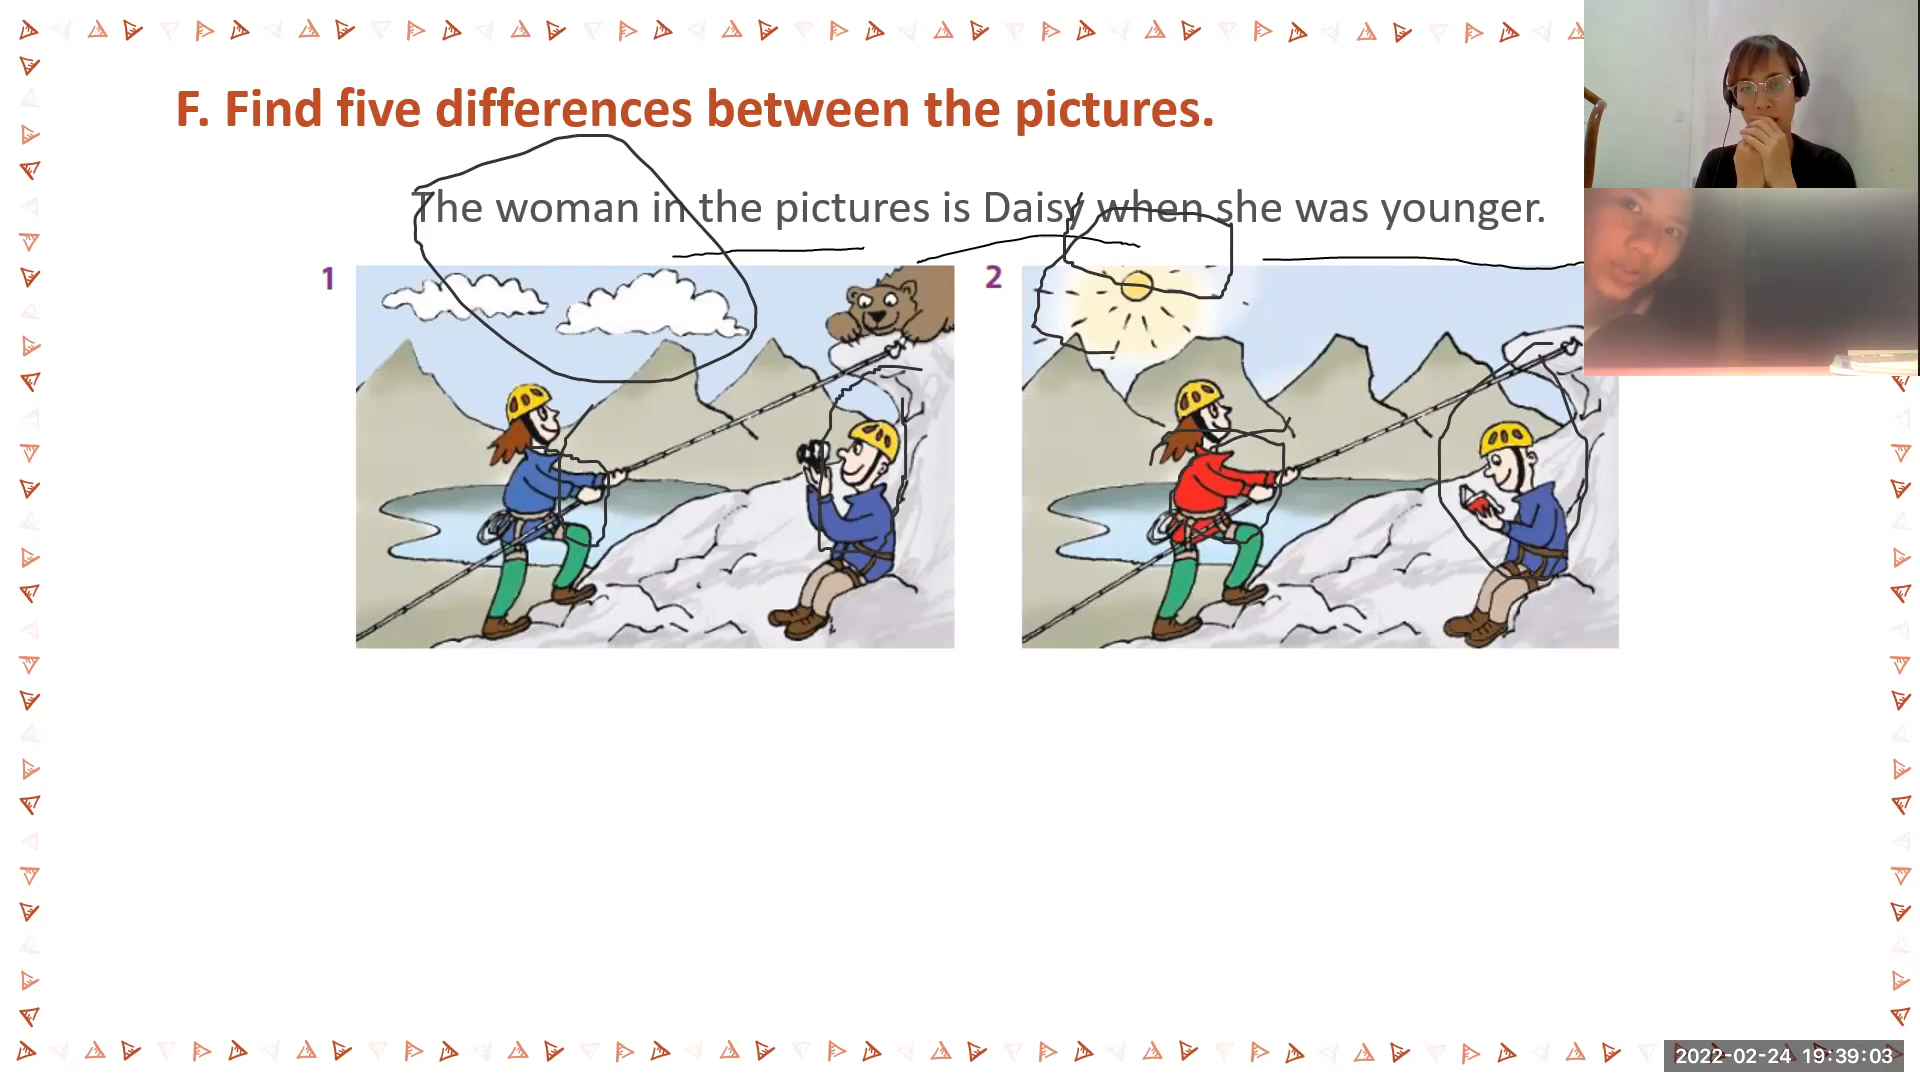 F. Find five differences between the pictures.
The woman in the pictures is Daisy when she was younger.
1
2
2022-02-24 19:39:03